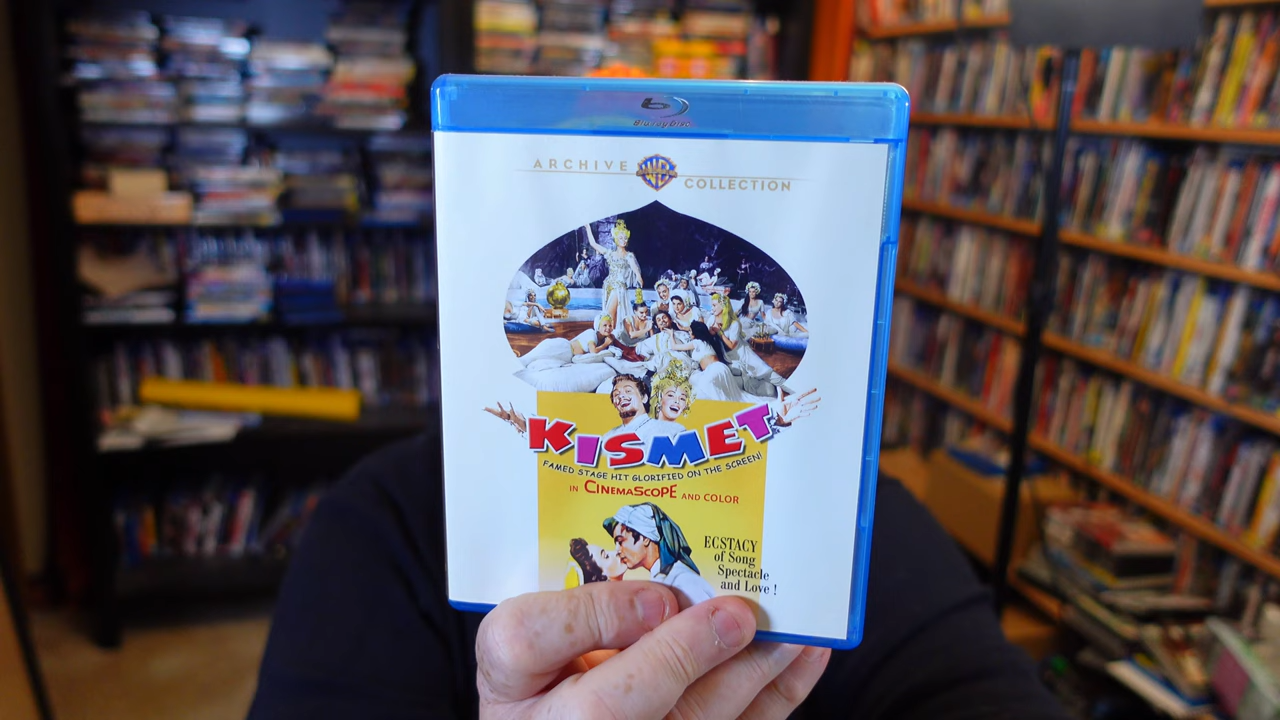 Blu-ray Disc
ARCHIVE WB COLLECTION
KISMET
FAMED STAGE HIT GLORIFIED ON THE SCREEN!
IN CINEMASCOPE AND COLOR
ECSTACY
of Song
Spectacle
and Love !